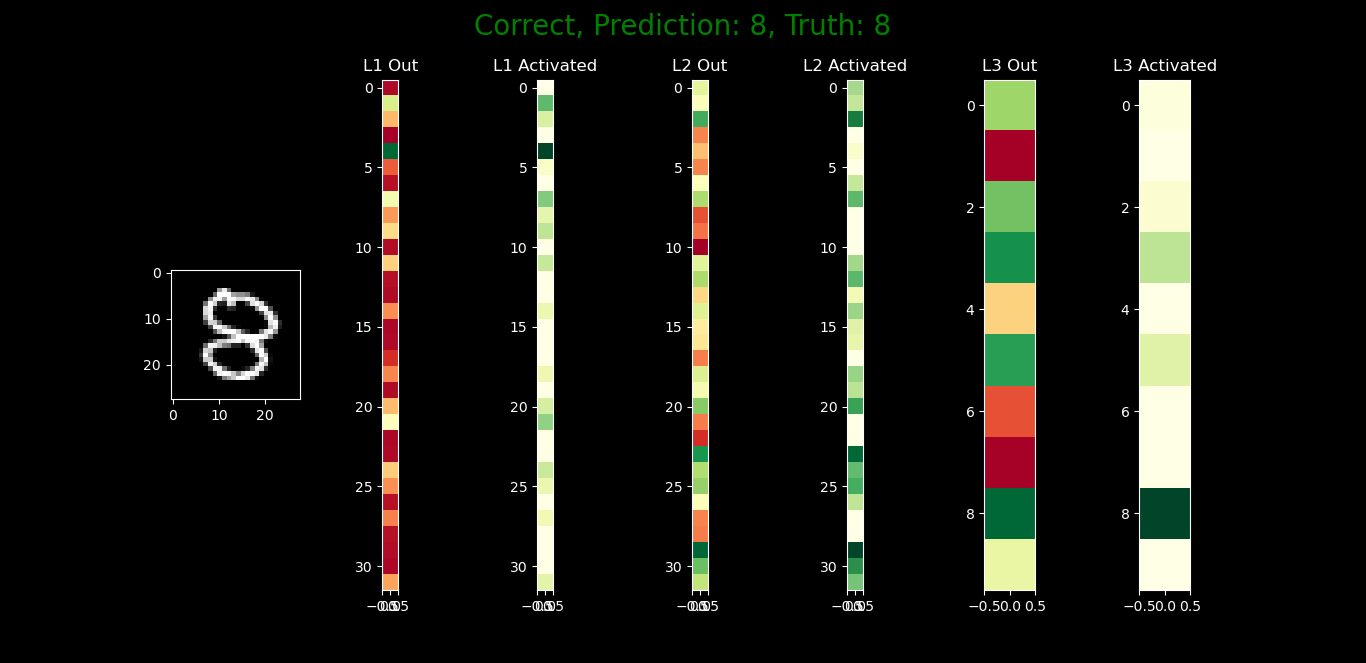 Correct, Prediction: 8, Truth: 8
L1 Out L1 Activated L2 Out L2 Activated L3 Out L3 Activated
0 0 0 0 0 0
5 5 5 5 2 2
10 10 10 10 4 4
15 15 15 15 6 6
20 20 20 20 8 8
25 25 25 25
30 30 30 30
0
10
20
0 10 20
8
−0.5 0.0 0.5 −0.5 0.0 0.5